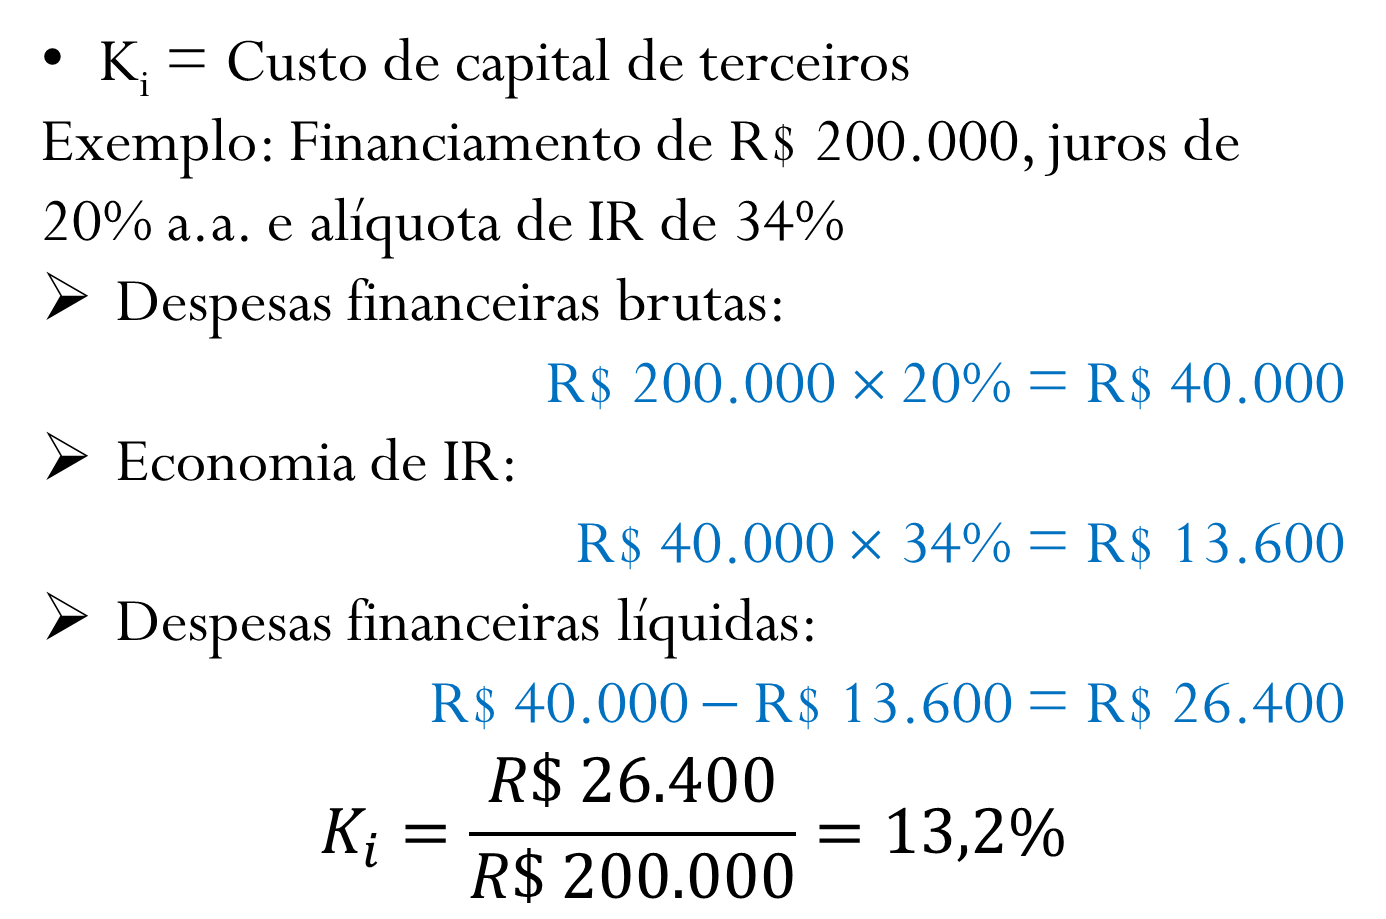 • Ki = Custo de capital de terceiros
Exemplo: Financiamento de R$ 200.000, juros de
20% a.a. e alíquota de IR de 34%
➢ Despesas financeiras brutas:
R$ 200.000 × 20% = R$ 40.000
➢ Economia de IR:
R$ 40.000 × 34% = R$ 13.600
➢ Despesas financeiras líquidas:
R$ 40.000 – R$ 13.600 = R$ 26.400
R$ 26.400
Ki = = 13,2%
R$ 200.000